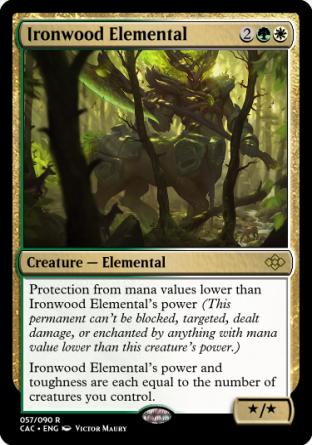 Ironwood Elemental 2
Creature — Elemental
Protection from mana values lower than
Ironwood Elemental's power (This
permanent can't be blocked, targeted, dealt
damage, or enchanted by anything with mana
value lower than this creature's power.)
Ironwood Elemental's power and
toughness are each equal to the number of
creatures you control.
057/090 R
CAC • ENG Victor Maury
★/★